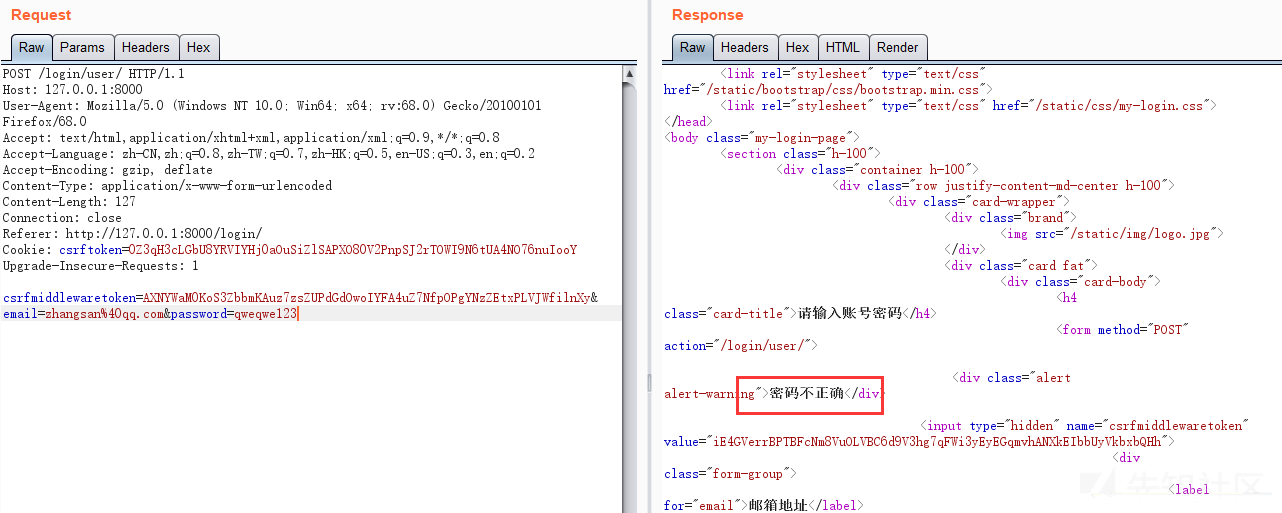 Request
Raw Params Headers Hex
POST /login/user/ HTTP/1.1
Host: 127.0.0.1:8000
User-Agent: Mozilla/5.0 (Windows NT 10.0; Win64; x64; rv:68.0) Gecko/20100101
Firefox/68.0
Accept: text/html,application/xhtml+xml,application/xml;q=0.9,*/*;q=0.8
Accept-Language: zh-CN,zh;q=0.8,zh-TW;q=0.7,zh-HK;q=0.5,en-US;q=0.3,en;q=0.2
Accept-Encoding: gzip, deflate
Content-Type: application/x-www-form-urlencoded
Content-Length: 127
Connection: close
Referer: http://127.0.0.1:8000/login/
Cookie: csrftoken=OZ3qH3cLGbU8YRVIYHj0aOuSiZlSAPXO8OV2PnpSJ2rTOWI9N6tUA4NO76nuIooY
Upgrade-Insecure-Requests: 1
csrfmiddlewaretoken=AXNYWaMOKoS3ZbbmKAuz7zsZUPdGdOwoIYFA4uZ7NfpOPgYNzZEtxPLVJWfilnXy&
email=zhangsan%40qq.com&password=qweqwe123
Response
Raw Headers Hex HTML Render
<link rel="stylesheet" type="text/css"
href="/static/bootstrap/css/bootstrap.min.css">
<link rel="stylesheet" type="text/css" href="/static/css/my-login.css">
</head>
<body class="my-login-page">
<section class="h-100">
<div class="container h-100">
<div class="row justify-content-md-center h-100">
<div class="card-wrapper">
<div class="brand">
<img src="/static/img/logo.jpg">
</div>
<div class="card fat">
<div class="card-body">
<h4
class="card-title">请输入账号密码</h4>
<form method="POST"
action="/login/user/">
<div class="alert
alert-warning">密码不正确</div>
<input type="hidden" name="csrfmiddlewaretoken"
value="iE4GVerrBPTBFcNm8VuOLVBC6d9V3hg7qFWi3yEyEGqmvhANXkEIbbUyVkbxbQHh">
<div
class="form-group">
<label
for="email">邮箱地址</label>
先知社区